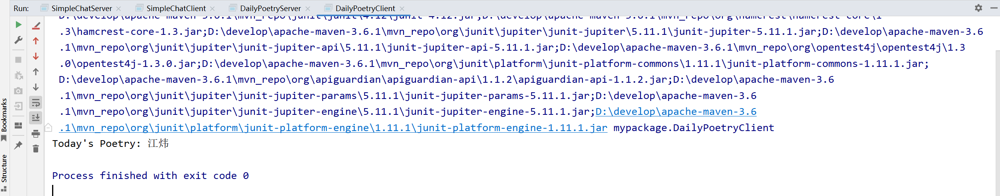 Run: SimpleChatServer SimpleChatClient DailyPoetryServer DailyPoetryClient
D:\develop\apache-maven-3.6.1\mvn_repo\junit\junit\4.12\junit-4.12.jar;D:\develop\apache-maven-3.6.1\mvn_repo\org\hamcrest\hamcrest-core\1
.3\hamcrest-core-1.3.jar;D:\develop\apache-maven-3.6.1\mvn_repo\org\junit\jupiter\junit-jupiter\5.11.1\junit-jupiter-5.11.1.jar;D:\develop\apache-maven-3.6
.1\mvn_repo\org\junit\jupiter\junit-jupiter-api\5.11.1\junit-jupiter-api-5.11.1.jar;D:\develop\apache-maven-3.6.1\mvn_repo\org\opentest4j\opentest4j\1.3
.0\opentest4j-1.3.0.jar;D:\develop\apache-maven-3.6.1\mvn_repo\org\junit\platform\junit-platform-commons\1.11.1\junit-platform-commons-1.11.1.jar;
D:\develop\apache-maven-3.6.1\mvn_repo\org\apiguardian\apiguardian-api\1.1.2\apiguardian-api-1.1.2.jar;D:\develop\apache-maven-3.6
.1\mvn_repo\org\junit\jupiter\junit-jupiter-params\5.11.1\junit-jupiter-params-5.11.1.jar;D:\develop\apache-maven-3.6
.1\mvn_repo\org\junit\jupiter\junit-jupiter-engine\5.11.1\junit-jupiter-engine-5.11.1.jar;D:\develop\apache-maven-3.6
.1\mvn_repo\org\junit\platform\junit-platform-engine\1.11.1\junit-platform-engine-1.11.1.jar mypackage.DailyPoetryClient
Today's Poetry: 江炜
Process finished with exit code 0
Bookmarks
Structure